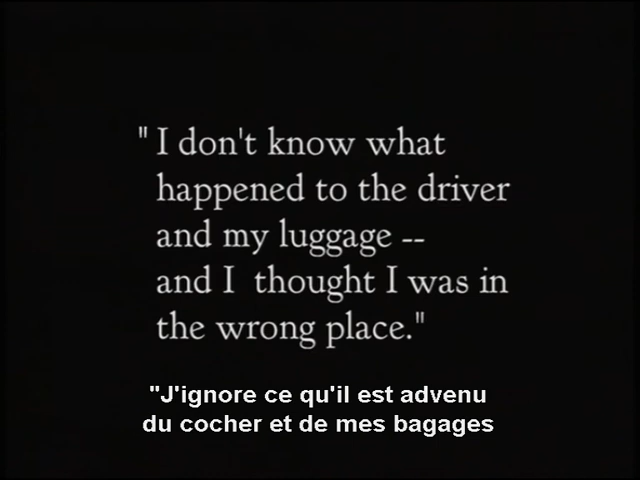 "I don't know what
happened to the driver
and my luggage --
and I thought I was in
the wrong place."
"J'ignore ce qu'il est advenu
du cocher et de mes bagages